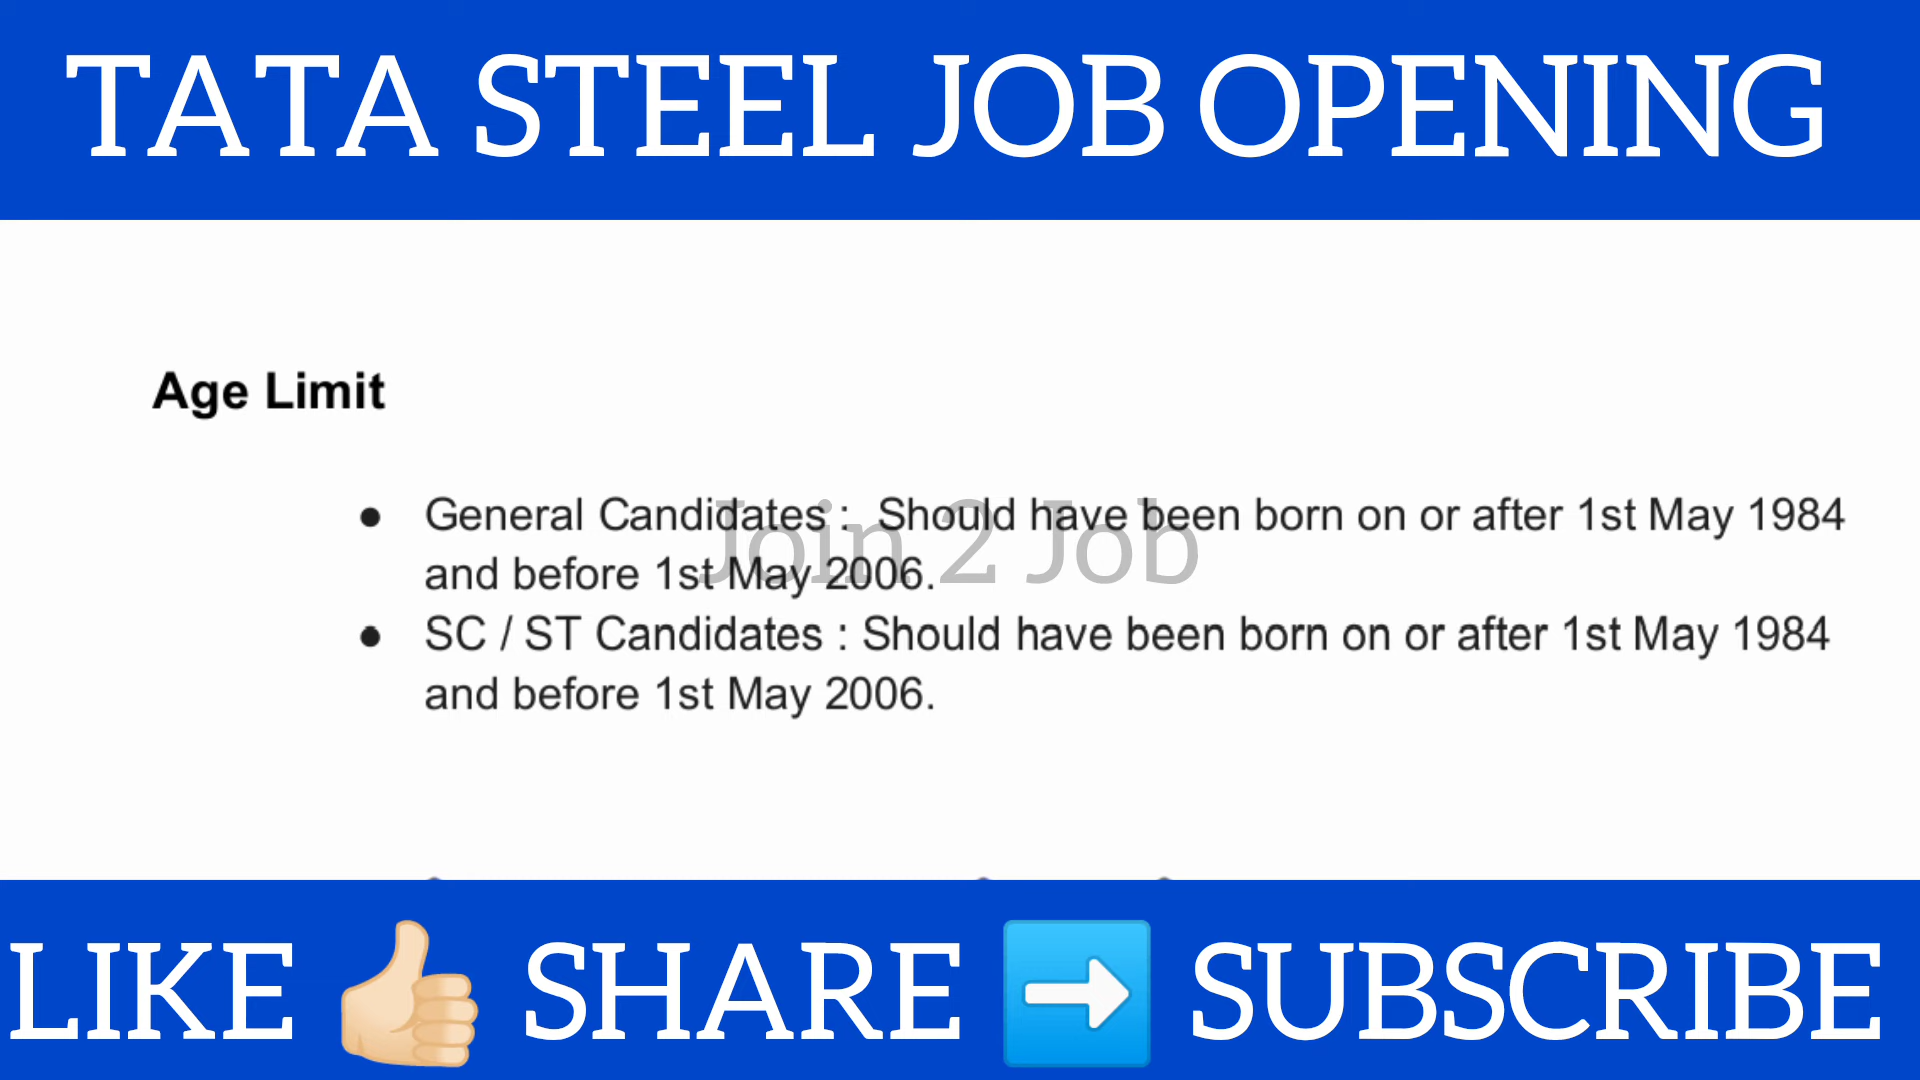 TATA STEEL JOB OPENING
Age Limit
● General Candidates :  Should have been born on or after 1st May 1984
and before 1st May 2006.
Join 2 Job
● SC / ST Candidates : Should have been born on or after 1st May 1984
and before 1st May 2006.
LIKE 👍🏻 SHARE ➡️ SUBSCRIBE